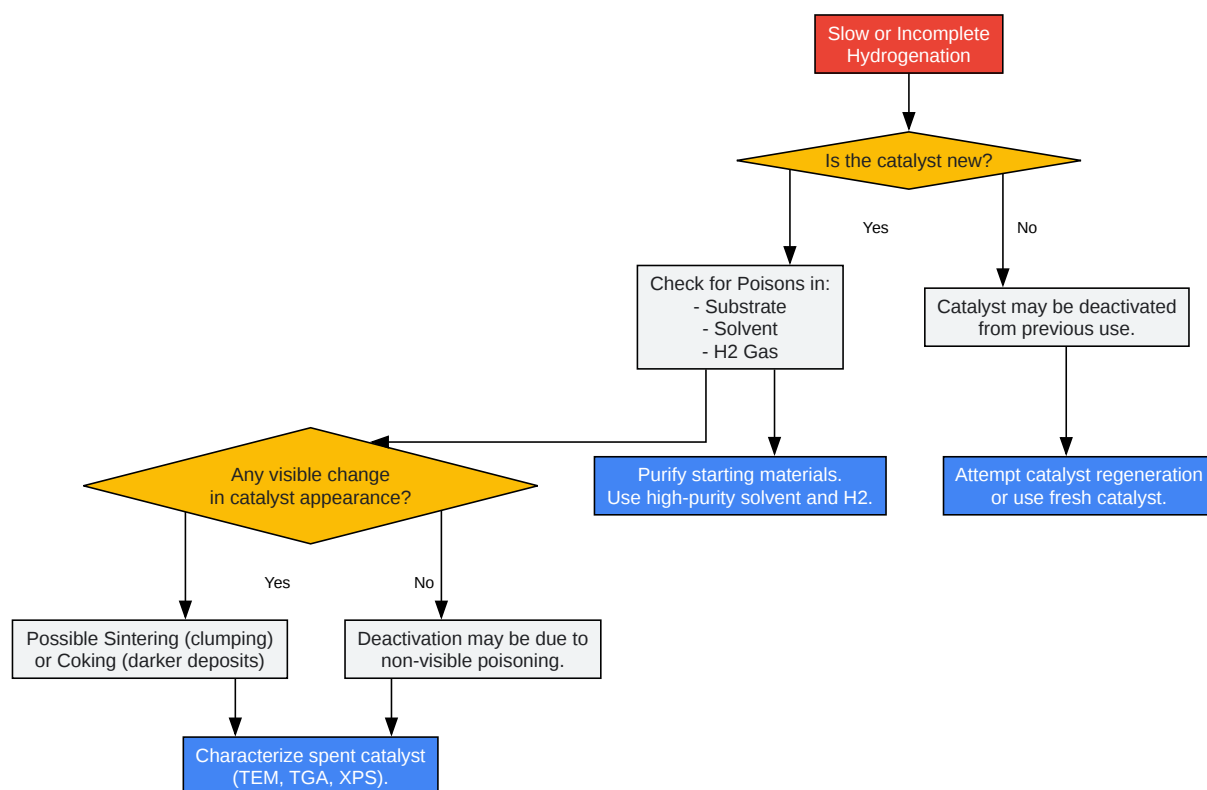 Slow or Incomplete
Hydrogenation
Is the catalyst new?
Yes
No
Check for Poisons in:
- Substrate
- Solvent
- H2 Gas
Catalyst may be deactivated
from previous use.
Any visible change
in catalyst appearance?
Purify starting materials.
Use high-purity solvent and H2.
Attempt catalyst regeneration
or use fresh catalyst.
Yes
No
Possible Sintering (clumping)
or Coking (darker deposits)
Deactivation may be due to
non-visible poisoning.
Characterize spent catalyst
(TEM, TGA, XPS).